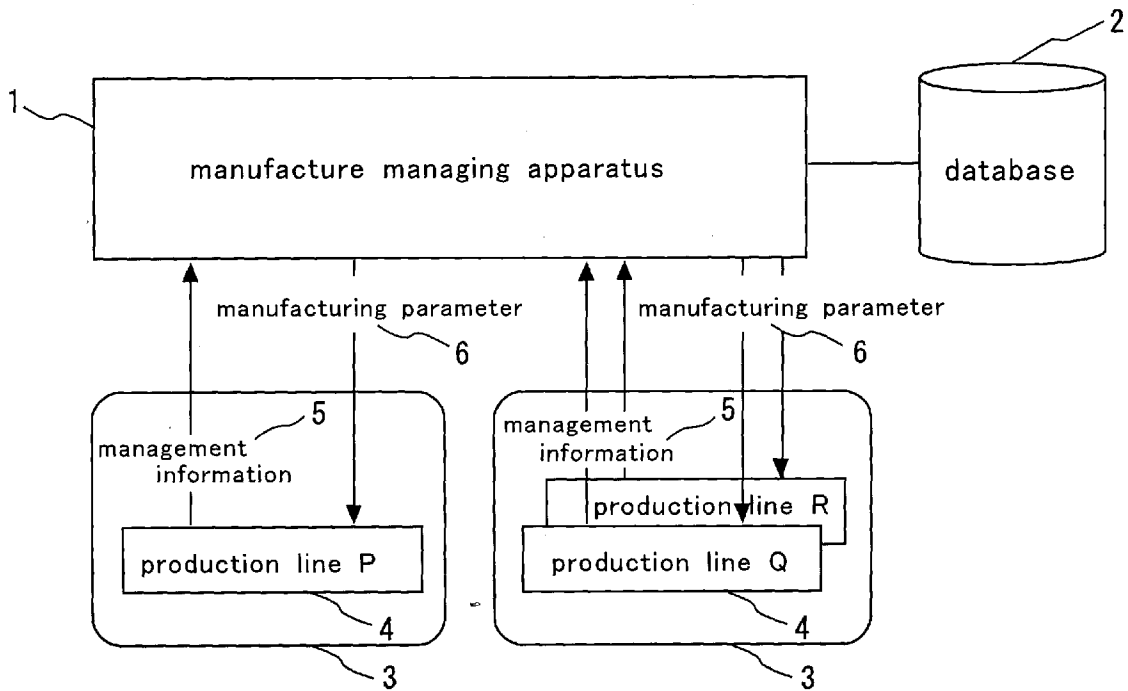 2
1
manufacture managing apparatus
database
manufacturing parameter
6
manufacturing parameter
6
5
management
information
production line P
4
3
5
management
information
production line R
production line Q
4
3